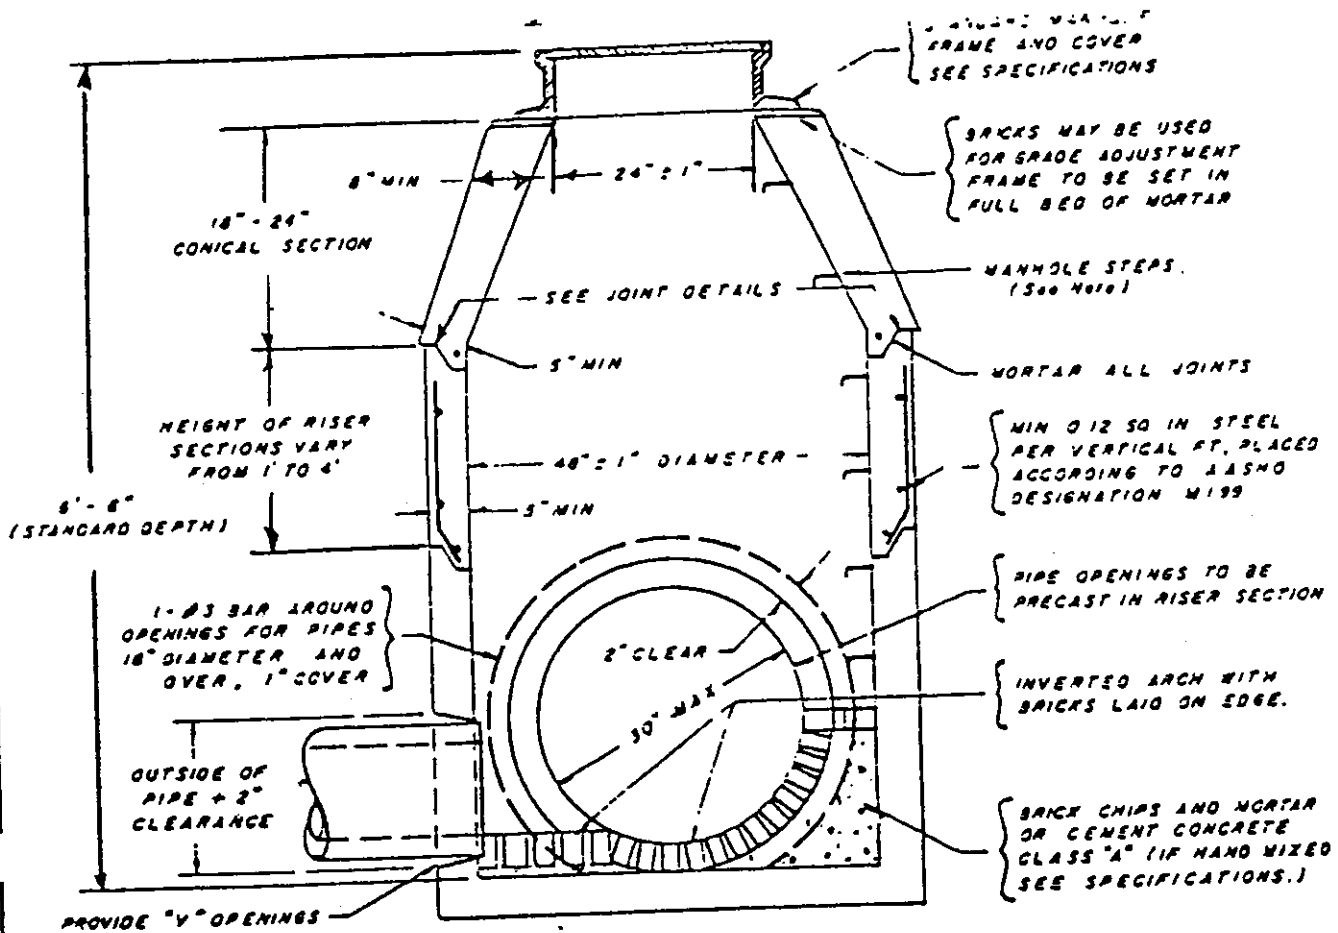 FRAME AND COVER
SEE SPECIFICATIONS
BRICKS MAY BE USED
FOR GRADE ADJUSTMENT
FRAME TO BE SET IN
FULL BED OF MORTAR
8" MIN
24" ± 1"
18" - 24"
CONICAL SECTION
MANHOLE STEPS.
(See Note)
SEE JOINT DETAILS
5" MIN
MORTAR ALL JOINTS
HEIGHT OF RISER
SECTIONS VARY
FROM 1' TO 4'
MIN 0.12 SQ IN STEEL
PER VERTICAL FT. PLACED
ACCORDING TO AASHO
DESIGNATION M199
48" ± 1" DIAMETER
5" MIN
(STANDARD DEPTH)
PIPE OPENINGS TO BE
PRECAST IN RISER SECTION
1- #3 BAR AROUND
OPENINGS FOR PIPES
18" DIAMETER AND
OVER, 1" COVER
2" CLEAR
30" MAX
INVERTED ARCH WITH
BRICKS LAID ON EDGE.
OUTSIDE OF
PIPE + 2"
CLEARANCE
BRICK CHIPS AND MORTAR
OR CEMENT CONCRETE
CLASS "A" (IF HAND MIXED
SEE SPECIFICATIONS.)
PROVIDE "V" OPENINGS